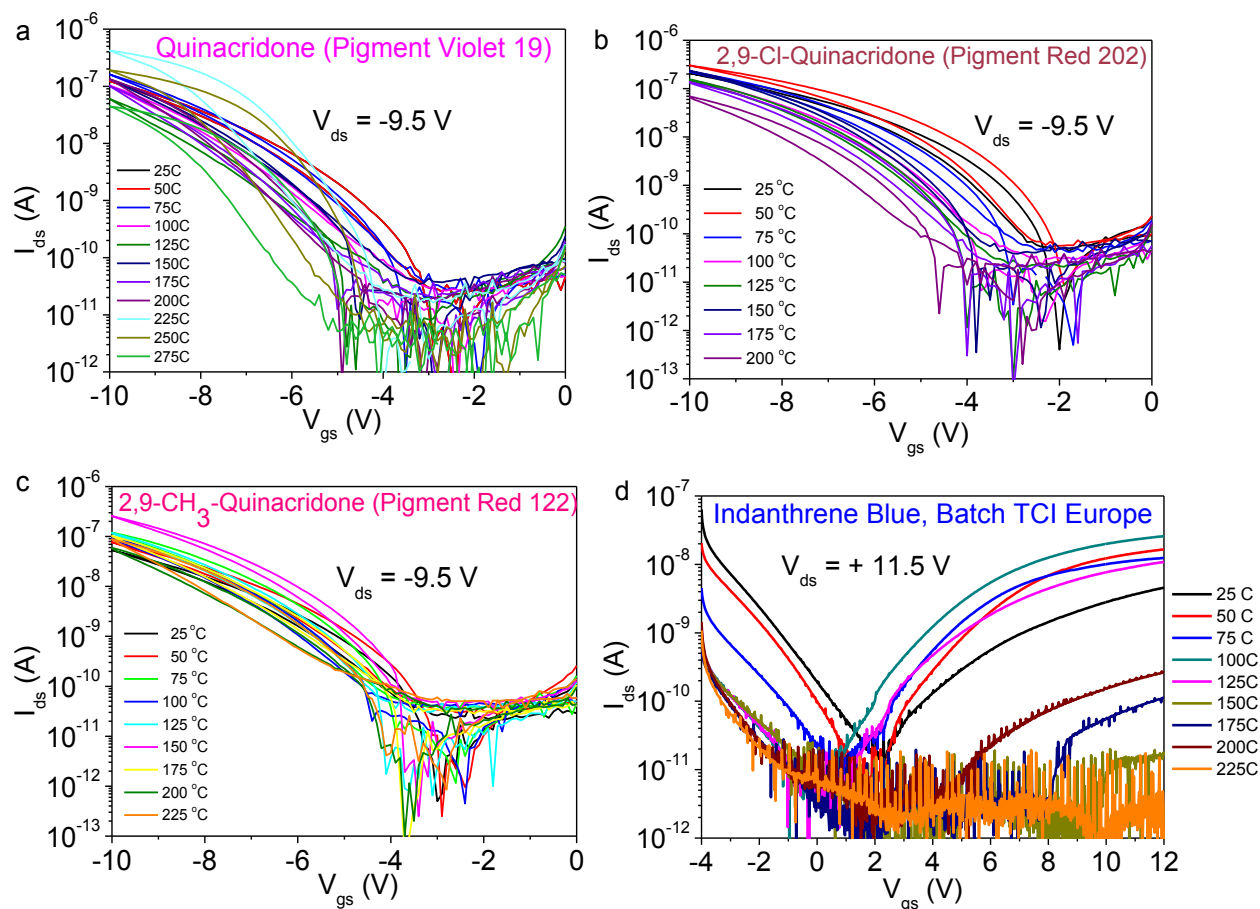 a
Quinacridone (Pigment Violet 19)
V_ds = -9.5 V
I_ds (A)
10^-6
10^-7
10^-8
10^-9
10^-10
10^-11
10^-12
25C
50C
75C
100C
125C
150C
175C
200C
225C
250C
275C
-10 -8 -6 -4 -2 0
V_gs (V)
b
2,9-Cl-Quinacridone (Pigment Red 202)
V_ds = -9.5 V
I_ds (A)
10^-6
10^-7
10^-8
10^-9
10^-10
10^-11
10^-12
10^-13
25 °C
50 °C
75 °C
100 °C
125 °C
150 °C
175 °C
200 °C
-10 -8 -6 -4 -2 0
V_gs (V)
c
2,9-CH_3-Quinacridone (Pigment Red 122)
V_ds = -9.5 V
I_ds (A)
10^-6
10^-7
10^-8
10^-9
10^-10
10^-11
10^-12
10^-13
25 °C
50 °C
75 °C
100 °C
125 °C
150 °C
175 °C
200 °C
225 °C
-10 -8 -6 -4 -2 0
V_gs (V)
d
Indanthrene Blue, Batch TCI Europe
V_ds = + 11.5 V
I_ds (A)
10^-7
10^-8
10^-9
10^-10
10^-11
10^-12
25 C
50 C
75 C
100C
125C
150C
175C
200C
225C
-4 -2 0 2 4 6 8 10 12
V_gs (V)